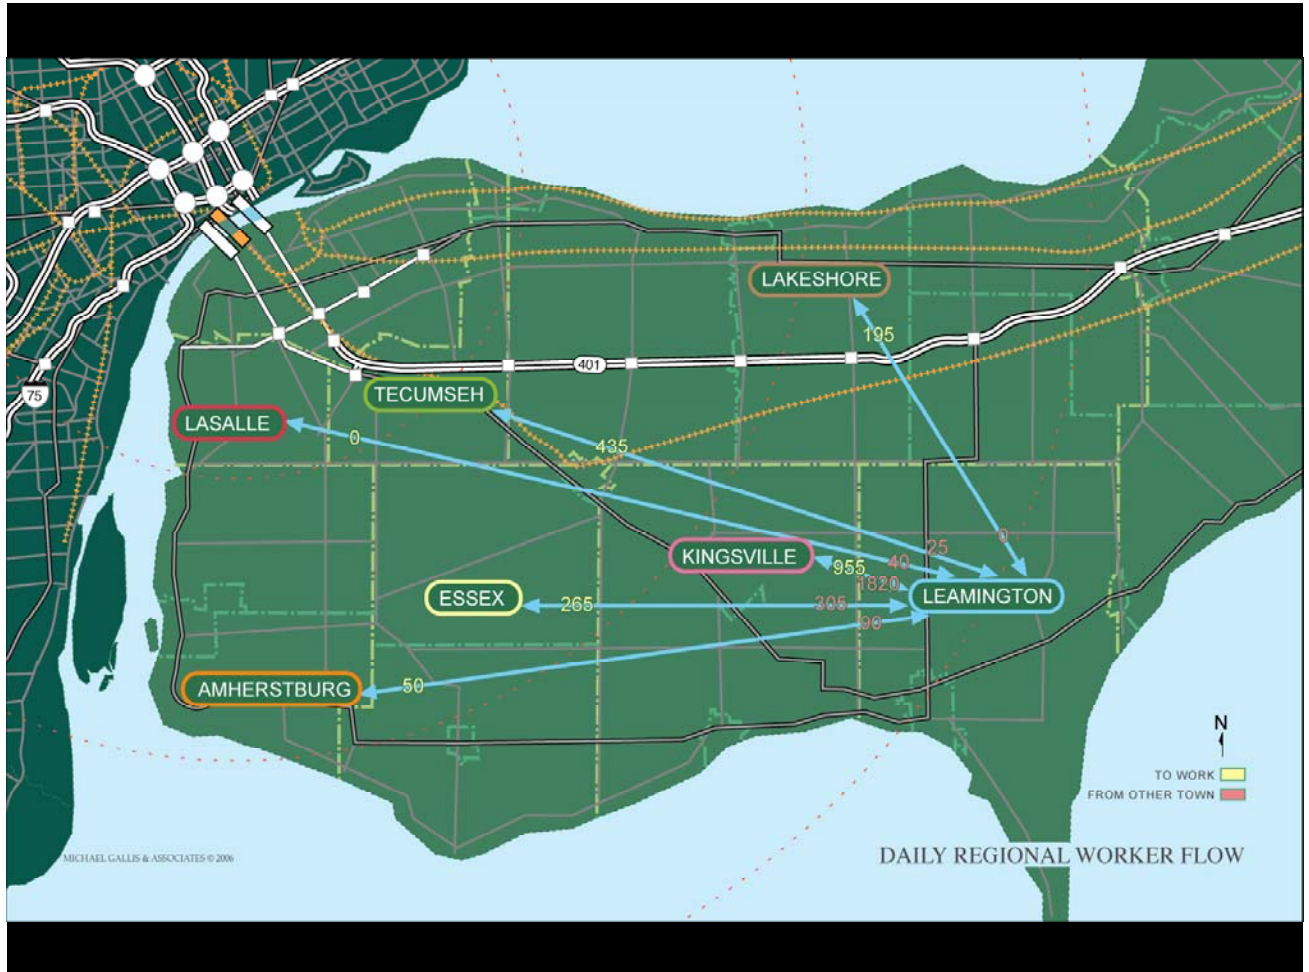 LAKESHORE
195
401
75
TECUMSEH
LASALLE
0
435
0
25
40
KINGSVILLE
955
1820
LEAMINGTON
ESSEX
265
305
90
AMHERSTBURG
50
N
TO WORK
FROM OTHER TOWN
MICHAEL GALLIS & ASSOCIATES © 2006
DAILY REGIONAL WORKER FLOW